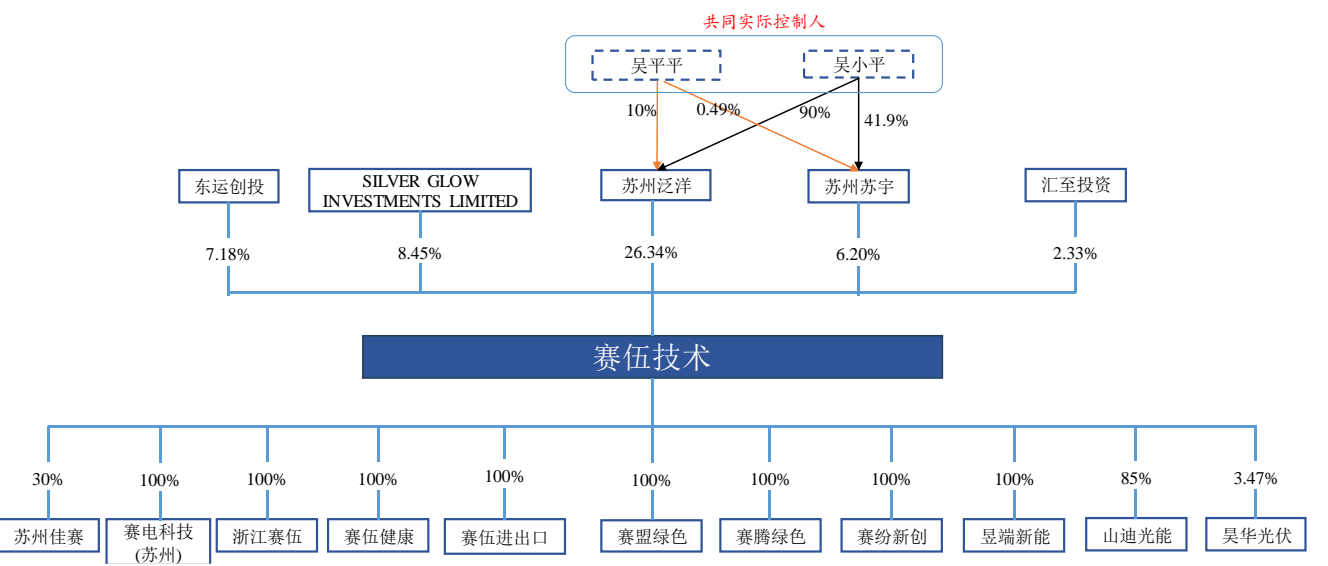 共同实际控制人
吴平平
吴小平
10%
0.49%
90%
41.9%
东运创投
SILVER GLOW
INVESTMENTS LIMITED
苏州泛洋
苏州苏宇
汇至投资
7.18%
8.45%
26.34%
6.20%
2.33%
赛伍技术
30%
100%
100%
100%
100%
100%
100%
100%
100%
85%
3.47%
苏州佳赛
赛电科技
(苏州)
浙江赛伍
赛伍健康
赛伍进出口
赛盟绿色
赛腾绿色
赛纷新创
昱端新能
山迪光能
昊华光伏